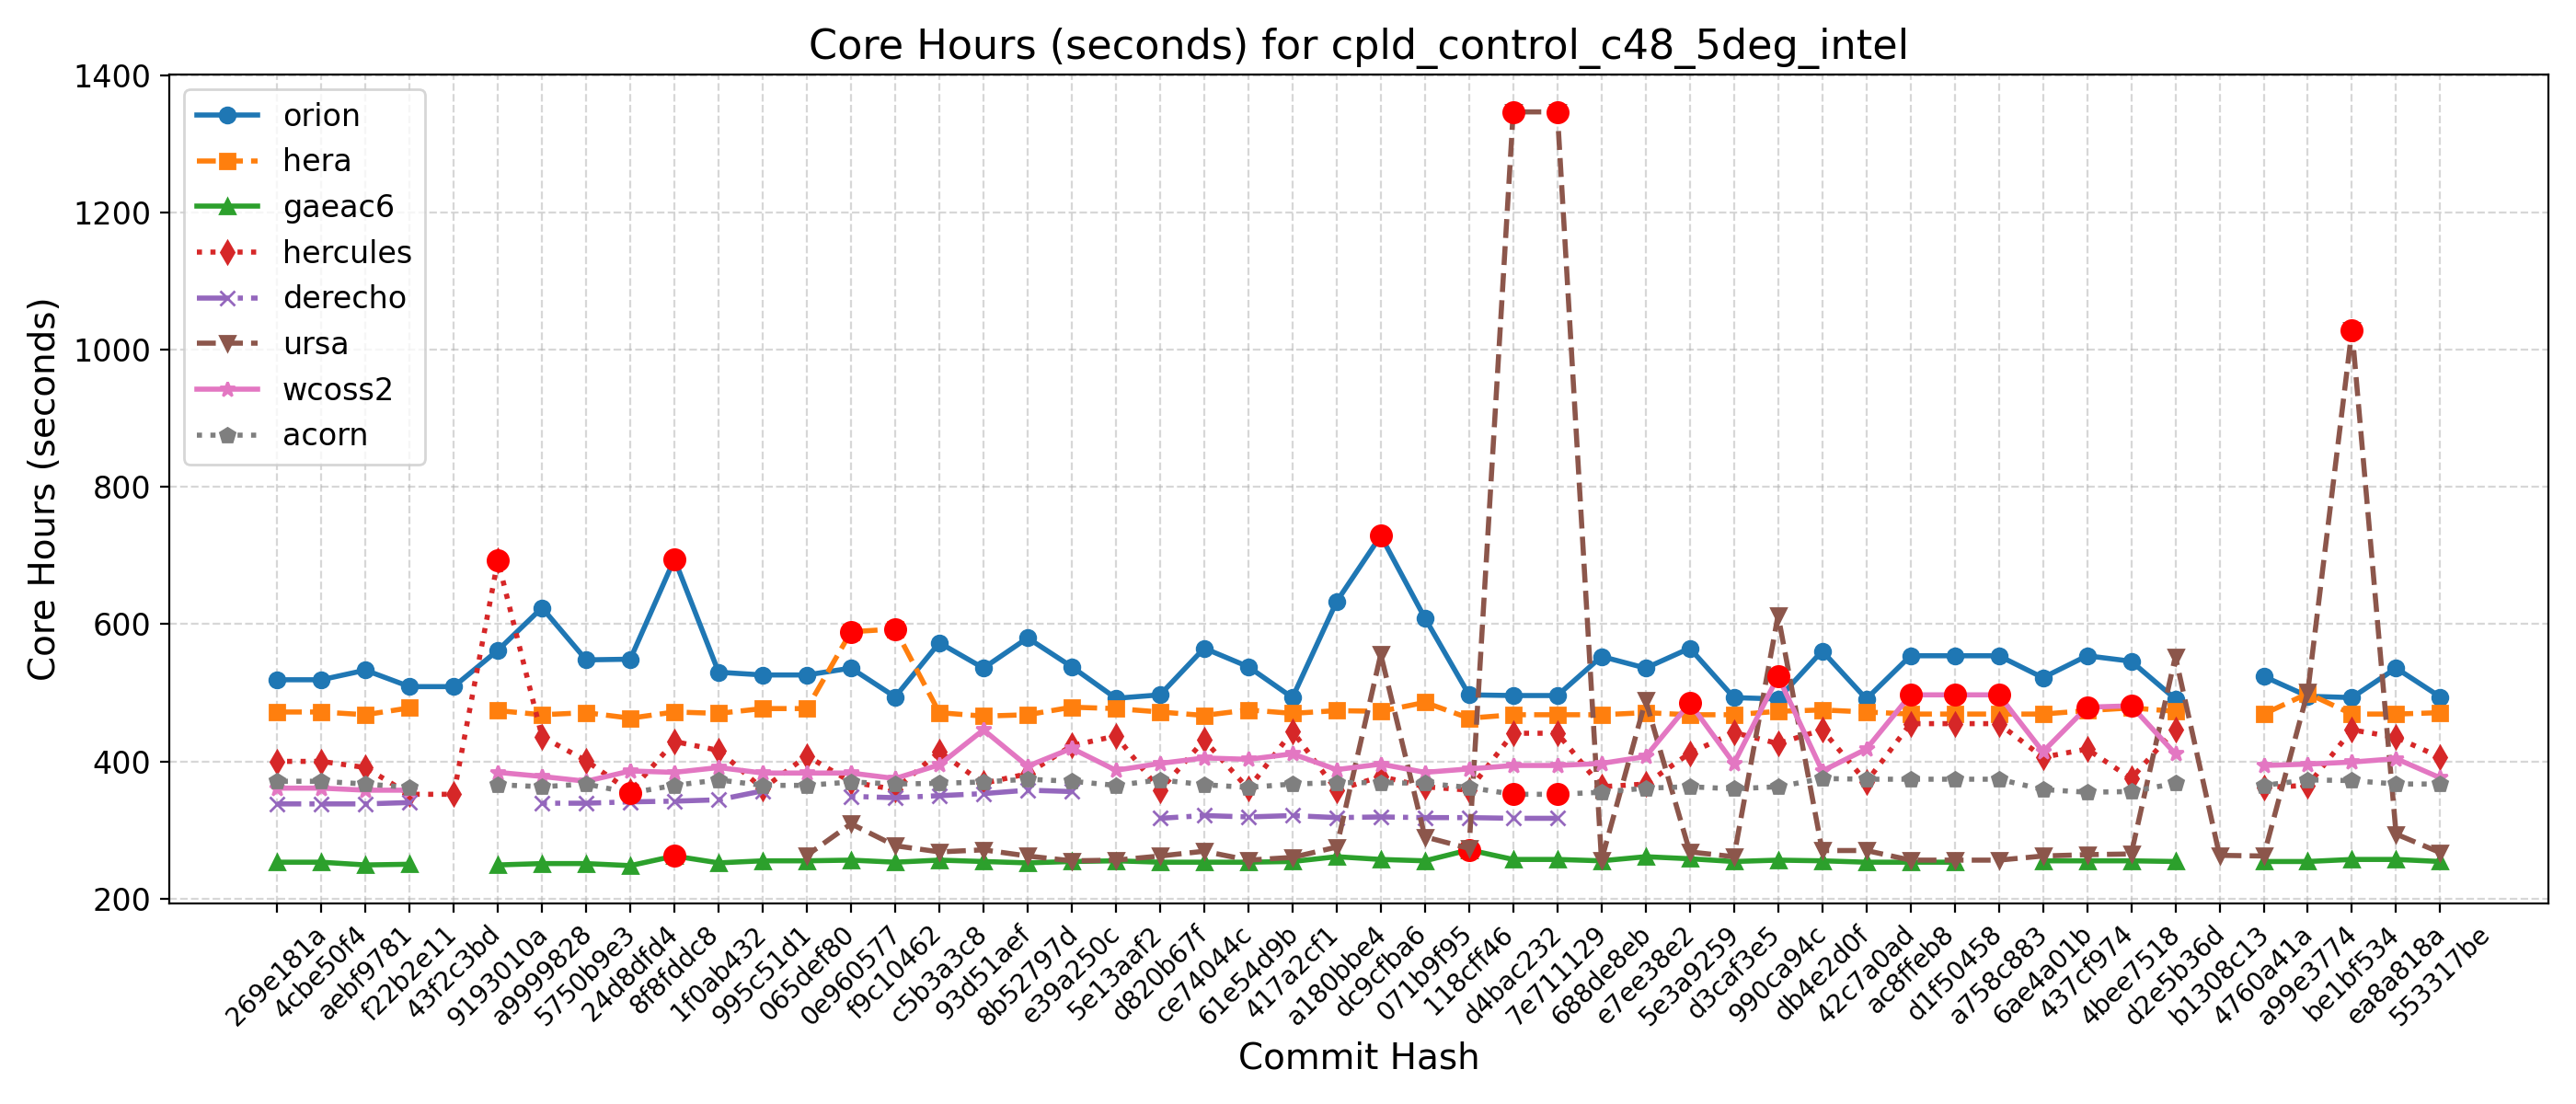 Core Hours (seconds) for cpld_control_c48_5deg_intel
Core Hours (seconds)
1400
1200
1000
800
600
400
200
orion
hera
gaeac6
hercules
derecho
ursa
wcoss2
acorn
269e181a
4cbe50f4
aebf9781
f22b2e11
43f2c3bd
9193010a
a9999828
5750b9e3
24d8dfd4
8f8fddc8
1f0ab432
995c51d1
065def80
0e960577
f9c10462
c5b3a3c8
93d51aef
8b52797d
e39a250c
5e13aaf2
d820b67f
ce74044c
61e54d9b
417a2cf1
a180bbe4
dc9cfba6
071b9f95
118cff46
d4bac232
7e711129
688de8eb
e7ee38e2
5e3a9259
d3caf3e5
990ca94c
db4e2d0f
42c7a0ad
ac8ffeb8
d1f50458
a758c883
6ae4a01b
437cf974
4bee7518
d2e5b36d
b1308c13
4760a41a
a99e3774
be1bf534
ea8a818a
553317be
Commit Hash